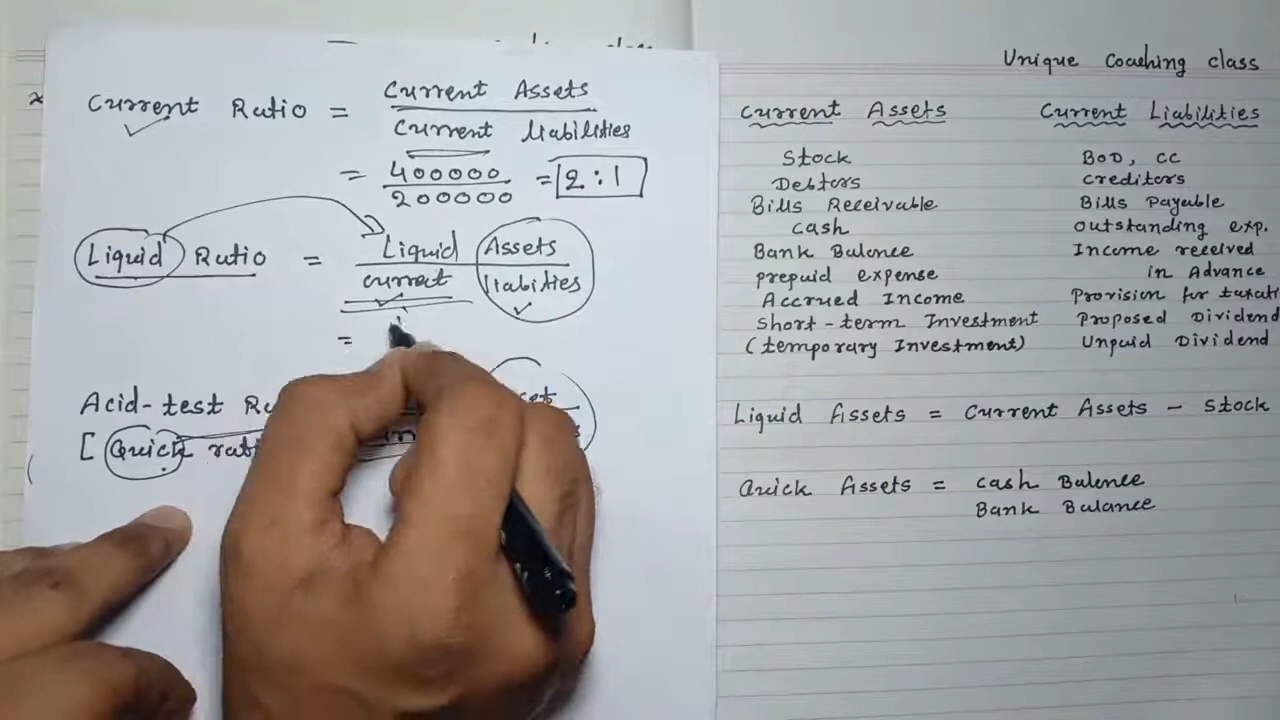 Current Ratio = Current Assets
Current liabilities
= 400000 = 2:1
200000
Liquid Ratio = Liquid Assets
current liabities
=
Acid-test
[Quick
Unique Coaching class
Current Assets
Stock
Debtors
Bills Receivable
cash
Bank Balence
prepaid expense
Accrued Income
Short-term Investment
(temporary Investment)
Current Liabilities
BOD, CC
creditors
Bills Payable
outstanding exp.
Income received
in Advance
Provision for taxati
Proposed Dividend
Unpaid Dividend
Liquid Assets = Current Assets - Stock
Quick Assets = cash Balence
Bank Balance